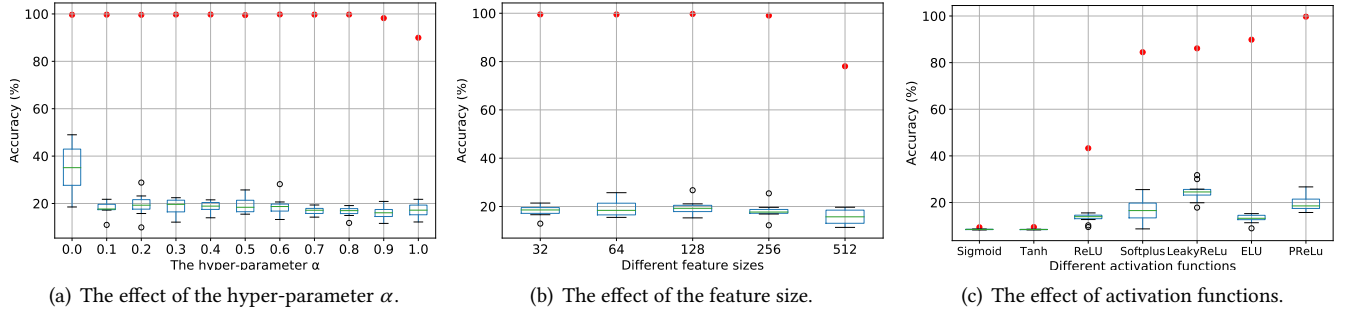 Accuracy (%)
100
80
60
40
20
0.0 0.1 0.2 0.3 0.4 0.5 0.6 0.7 0.8 0.9 1.0
The hyper-parameter α
(a) The effect of the hyper-parameter α.
Accuracy (%)
100
80
60
40
20
32 64 128 256 512
Different feature sizes
(b) The effect of the feature size.
Accuracy (%)
100
80
60
40
20
Sigmoid Tanh ReLU Softplus LeakyReLu ELU PReLu
Different activation functions
(c) The effect of activation functions.